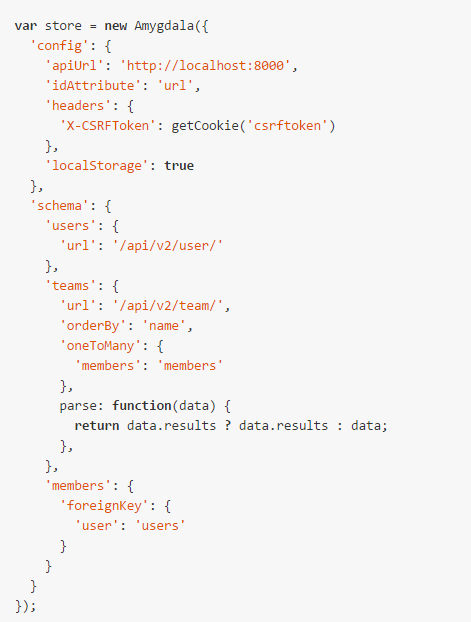 var store = new Amygdala({
  'config': {
    'apiUrl': 'http://localhost:8000',
    'idAttribute': 'url',
    'headers': {
      'X-CSRFToken': getCookie('csrftoken')
    },
    'localStorage': true
  },
  'schema': {
    'users': {
      'url': '/api/v2/user/'
    },
    'teams': {
      'url': '/api/v2/team/',
      'orderBy': 'name',
      'oneToMany': {
        'members': 'members'
      },
      parse: function(data) {
        return data.results ? data.results : data;
      },
    },
    'members': {
      'foreignKey': {
        'user': 'users'
      }
    }
  }
});